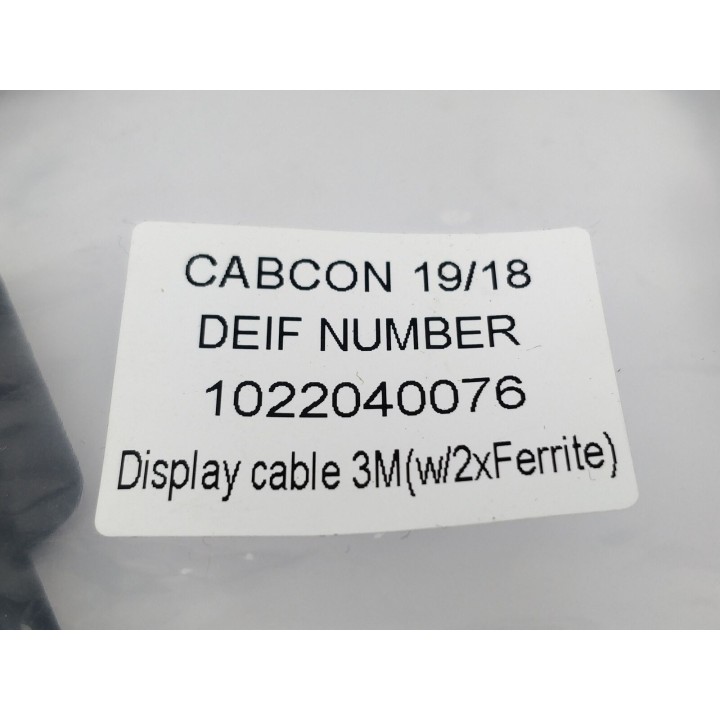 CABCON 19/18
DEIF NUMBER
1022040076
Display cable 3M(w/2xFerrite)